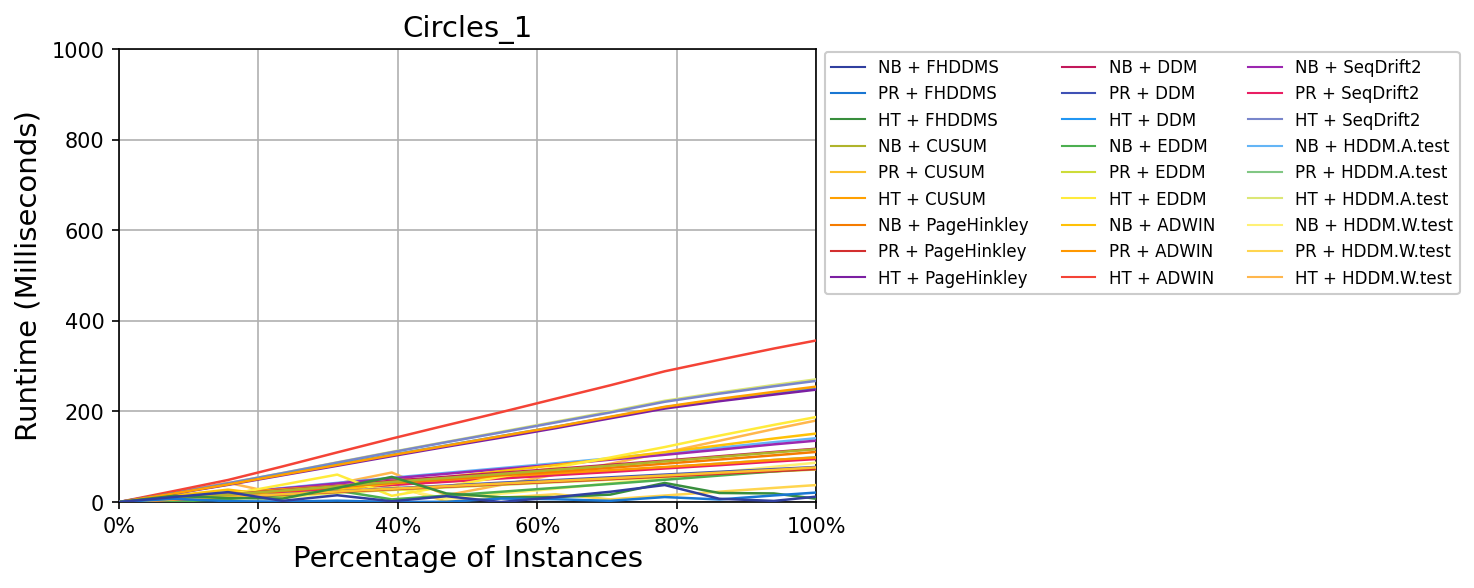 Circles_1
Runtime (Milliseconds)
1000
800
600
400
200
0
0%
20%
40%
60%
80%
100%
Percentage of Instances
NB + FHDDMS
PR + FHDDMS
HT + FHDDMS
NB + CUSUM
PR + CUSUM
HT + CUSUM
NB + PageHinkley
PR + PageHinkley
HT + PageHinkley
NB + DDM
PR + DDM
HT + DDM
NB + EDDM
PR + EDDM
HT + EDDM
NB + ADWIN
PR + ADWIN
HT + ADWIN
NB + SeqDrift2
PR + SeqDrift2
HT + SeqDrift2
NB + HDDM.A.test
PR + HDDM.A.test
HT + HDDM.A.test
NB + HDDM.W.test
PR + HDDM.W.test
HT + HDDM.W.test